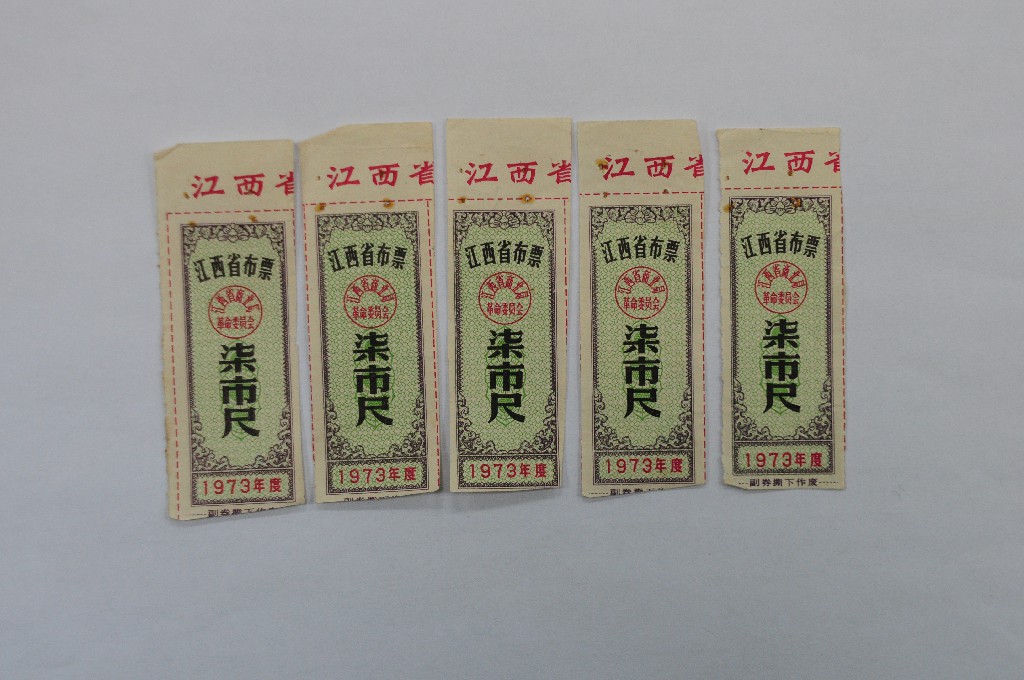 江西省
江西省布票
江西省商业局
革命委员会
柒市尺
1973年度
副券撕下作废
江西省
江西省布票
江西省商业局
革命委员会
柒市尺
1973年度
江西省
江西省布票
江西省商业局
革命委员会
柒市尺
1973年度
江西省
江西省布票
江西省商业局
革命委员会
柒市尺
1973年度
江西省
江西省布票
江西省商业局
革命委员会
柒市尺
1973年度
副券撕下作废